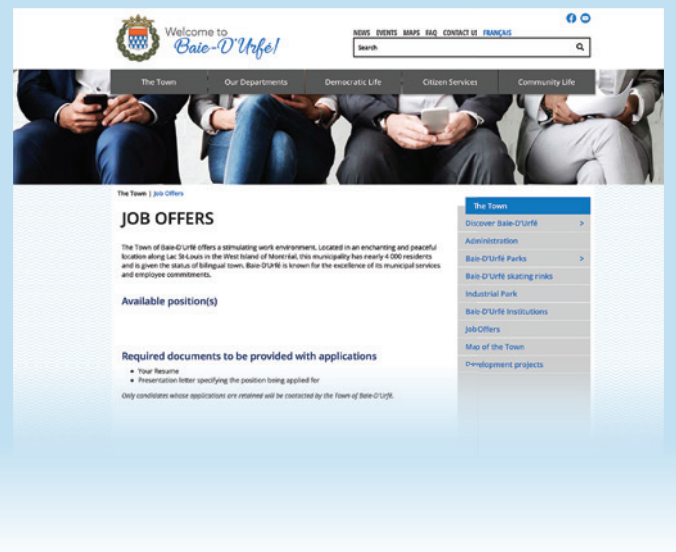 Welcome to
Baie-D'Urfé!
NEWS EVENTS MAPS FAQ CONTACT US FRANÇAIS
Search
The Town Our Departments Democratic Life Citizen Services Community Life
The Town | Job Offers
JOB OFFERS
The Town of Baie-D'Urfé offers a stimulating work environment. Located in an enchanting and peaceful
location along Lac St-Louis in the West Island of Montréal, this municipality has nearly 4 000 residents
and is given the status of bilingual town. Baie-D'Urfé is known for the excellence of its municipal services
and employee commitments.
Available position(s)
Required documents to be provided with applications
• Your Resume
• Presentation letter specifying the position being applied for
Only candidates whose applications are retained will be contacted by the Town of Baie-D'Urfé.
The Town
Discover Baie-D'Urfé >
Administration
Baie-D'Urfé Parks >
Baie-D'Urfé skating rinks
Industrial Park
Baie-D'Urfé Institutions
Job Offers
Map of the Town
Development projects